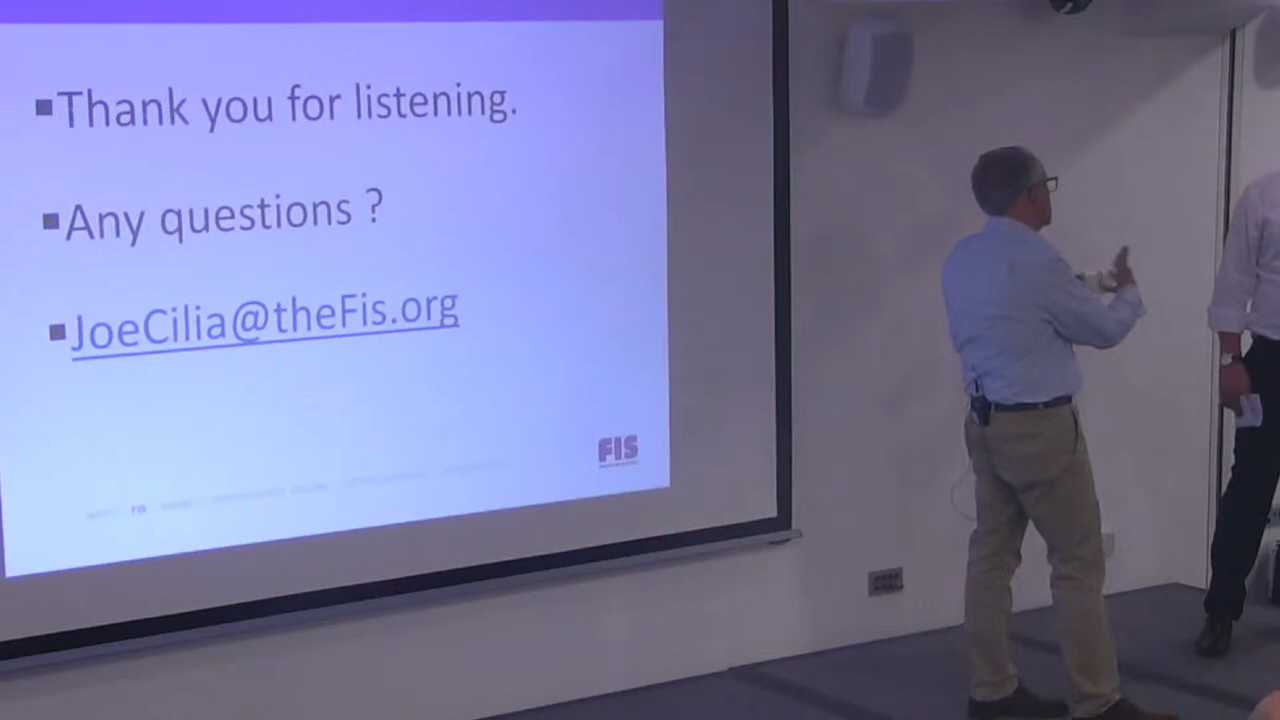 ▪Thank you for listening.
▪Any questions ?
▪JoeCilia@theFis.org
FIS